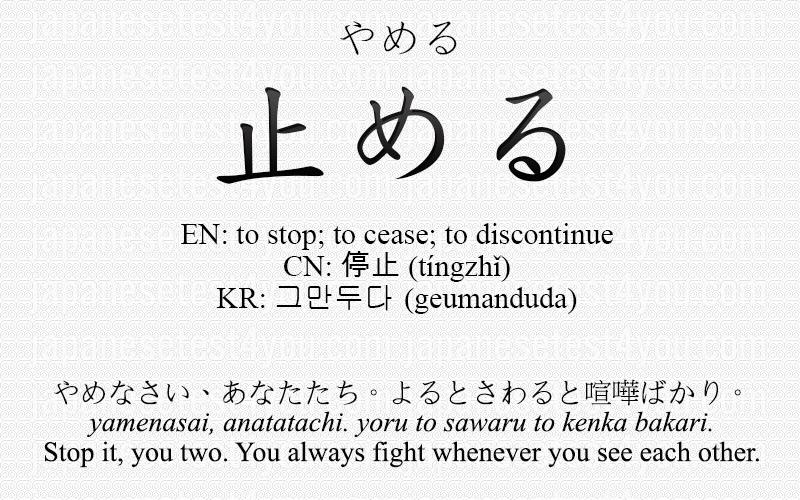 やめる
止める
EN: to stop; to cease; to discontinue
CN: 停止 (tíngzhǐ)
KR: 그만두다 (geumanduda)
やめなさい、あなたたち。よるとさわると喧嘩ばかり。
yamenasai, anatatachi. yoru to sawaru to kenka bakari.
Stop it, you two. You always fight whenever you see each other.